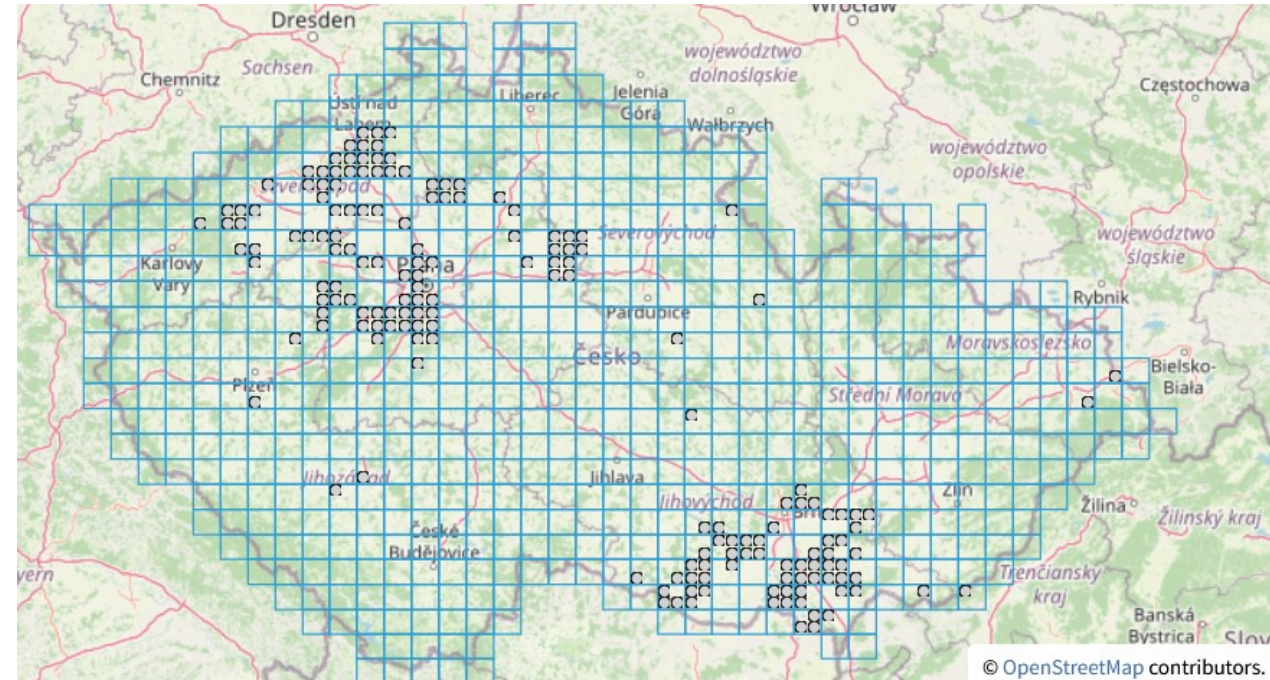 Wrocław
Dresden
Chemnitz
Sachsen
województwo
dolnośląskie
Częstochowa
Liberec
Jelenia
Góra
Ústí nad
Labem
Wałbrzych
województwo
opolskie
Severovýchod
województwo
śląskie
Karlovy
Vary
Praha
Rybnik
Pardubice
Moravskoslezsko
Česko
Bielsko-
Biała
Plzeň
Střední Morava
Jihozápad
Jihlava
Jihovýchod
Zlín
Žilina
Žilinský kraj
České
Budějovice
yern
Trenčiansky
kraj
Banská
Bystrica
Slov
© OpenStreetMap contributors.